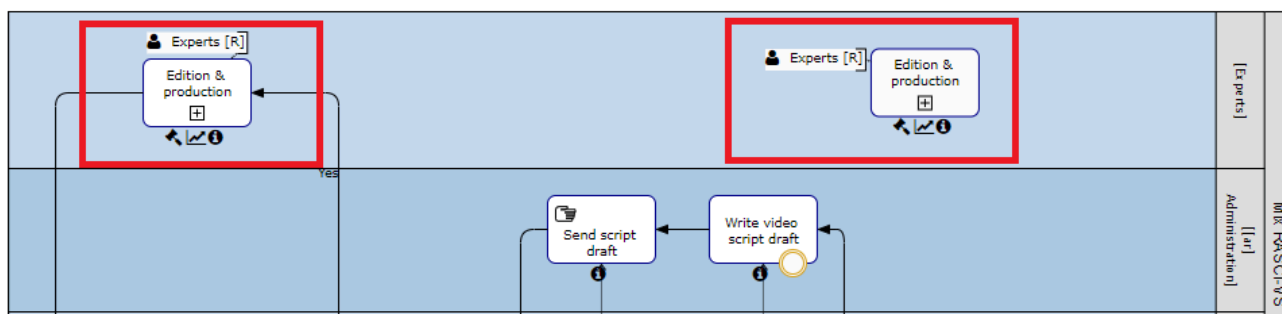 Experts [R]
Edition &
production
Experts [R]
Edition &
production
[Experts]
Yes
Send script
draft
Write video
script draft
[[ar]
Administration]